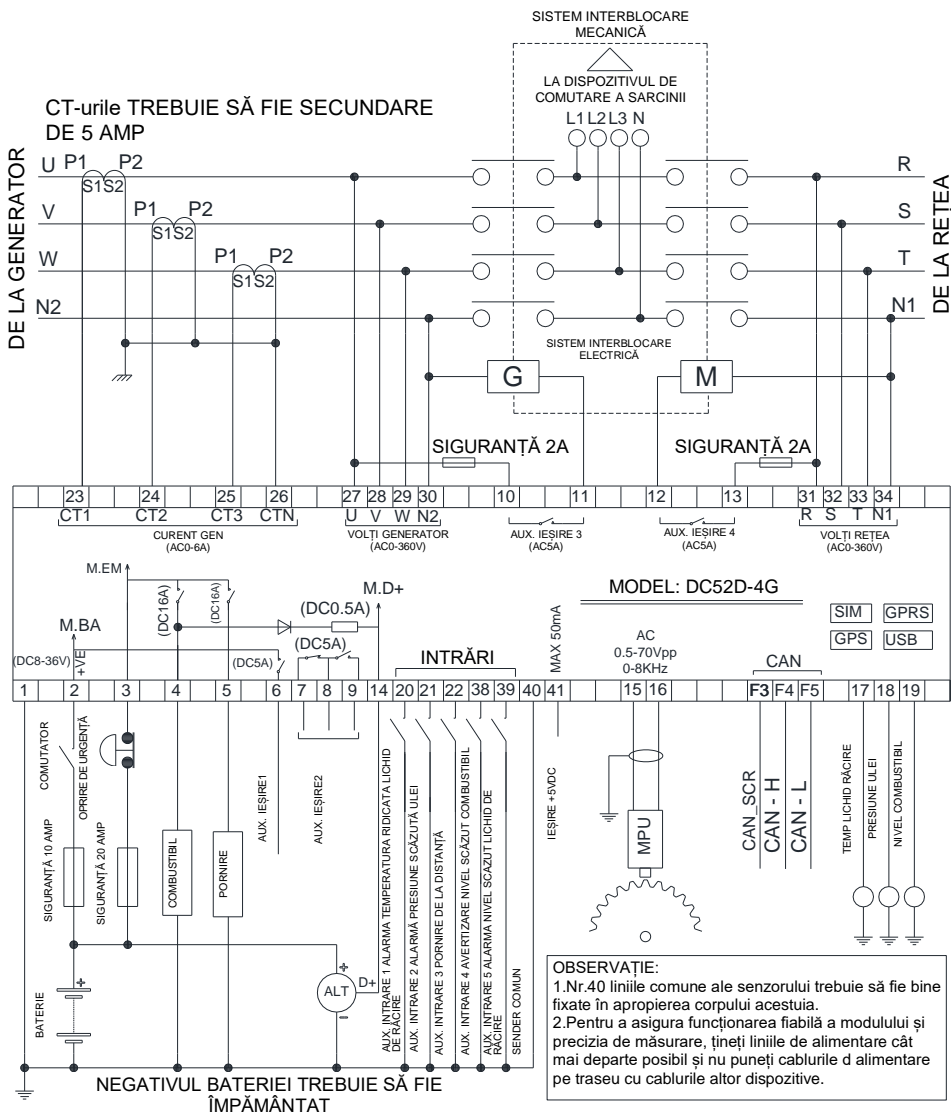 SISTEM INTERBLOCARE
MECANICĂ
LA DISPOZITIVUL DE
COMUTARE A SARCINII
L1 L2 L3 N
CT-urile TREBUIE SĂ FIE SECUNDARE
DE 5 AMP
DE LA GENERATOR
U P1 P2
S1S2
V P1 P2
S1S2
W P1 P2
S1S2
N2
R
S
T
N1
DE LA REȚEA
SISTEM INTERBLOCARE
ELECTRICĂ
G
M
SIGURANȚĂ 2A
SIGURANȚĂ 2A
23 24 25 26 27 28 29 30 10 11 12 13 31 32 33 34
CT1 CT2 CT3 CTN U V W N2 R S T N1
CURENT GEN
(AC0-6A)
VOLȚI GENERATOR
(AC0-360V)
AUX. IEȘIRE 3
(AC5A)
AUX. IEȘIRE 4
(AC5A)
VOLȚI REȚEA
(AC0-360V)
M.EM
M.BA
(DC8-36V)
+VE
(DC16A)
(DC16A)
(DC5A)
(DC0.5A)
(DC5A)
M.D+
INTRĂRI
MAX 50mA
MODEL: DC52D-4G
AC
0.5-70Vpp
0-8KHz
CAN
SIM GPRS
GPS USB
1 2 3 4 5 6 7 8 9 14 20 21 22 38 39 40 41 15 16 F3 F4 F5 17 18 19
COMUTATOR
OPRIRE DE URGENȚĂ
SIGURANȚĂ 10 AMP
SIGURANȚĂ 20 AMP
COMBUSTIBIL
PORNIRE
AUX. IEȘIRE1
AUX. IEȘIRE2
BATERIE
+
ALT
+
−
D+
AUX. INTRARE 1 ALARMA TEMPERATURA RIDICATA LICHID
DE RĂCIRE
AUX. INTRARE 2 ALARMĂ PRESIUNE SCĂZUTĂ ULEI
AUX. INTRARE 3 PORNIRE DE LA DISTANȚĂ
AUX. INTRARE 4 AVERTIZARE NIVEL SCĂZUT COMBUSTIBIL
AUX. INTRARE 5 ALARMA NIVEL SCAZUT LICHID DE
RĂCIRE
SENDER COMUN
IEȘIRE +5VDC
MPU
CAN_SCR
CAN - H
CAN - L
TEMP LICHID RĂCIRE
PRESIUNE ULEI
NIVEL COMBUSTIBIL
NEGATIVUL BATERIEI TREBUIE SĂ FIE
ÎMPĂMÂNTAT
OBSERVAȚIE:
1.Nr.40 liniile comune ale senzorului trebuie să fie bine
fixate în apropierea corpului acestuia.
2.Pentru a asigura funcționarea fiabilă a modulului și
precizia de măsurare, țineți liniile de alimentare cât
mai departe posibil și nu puneți cablurile d alimentare
pe traseu cu cablurile altor dispozitive.